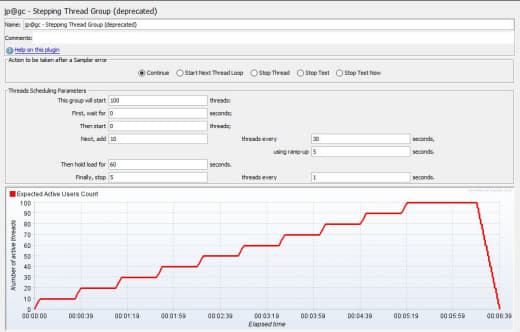 jp@gc - Stepping Thread Group (deprecated)
Name: jp@gc - Stepping Thread Group (deprecated)
Comments:
Help on this plugin
Action to be taken after a Sampler error
Continue Start Next Thread Loop Stop Thread Stop Test Stop Test Now
Threads Scheduling Parameters
This group will start 100 threads:
First, wait for 0 seconds;
Then start 0 threads;
Next, add 10 threads every 30 seconds,
using ramp-up 5 seconds.
Then hold load for 60 seconds.
Finally, stop 5 threads every 1 seconds.
Expected Active Users Count
100
90
80
70
60
50
40
30
20
10
0
Number of active threads
00:00:00 00:00:39 00:01:19 00:01:59 00:02:39 00:03:19 00:03:59 00:04:39 00:05:19 00:05:59 00:06:39
Elapsed time